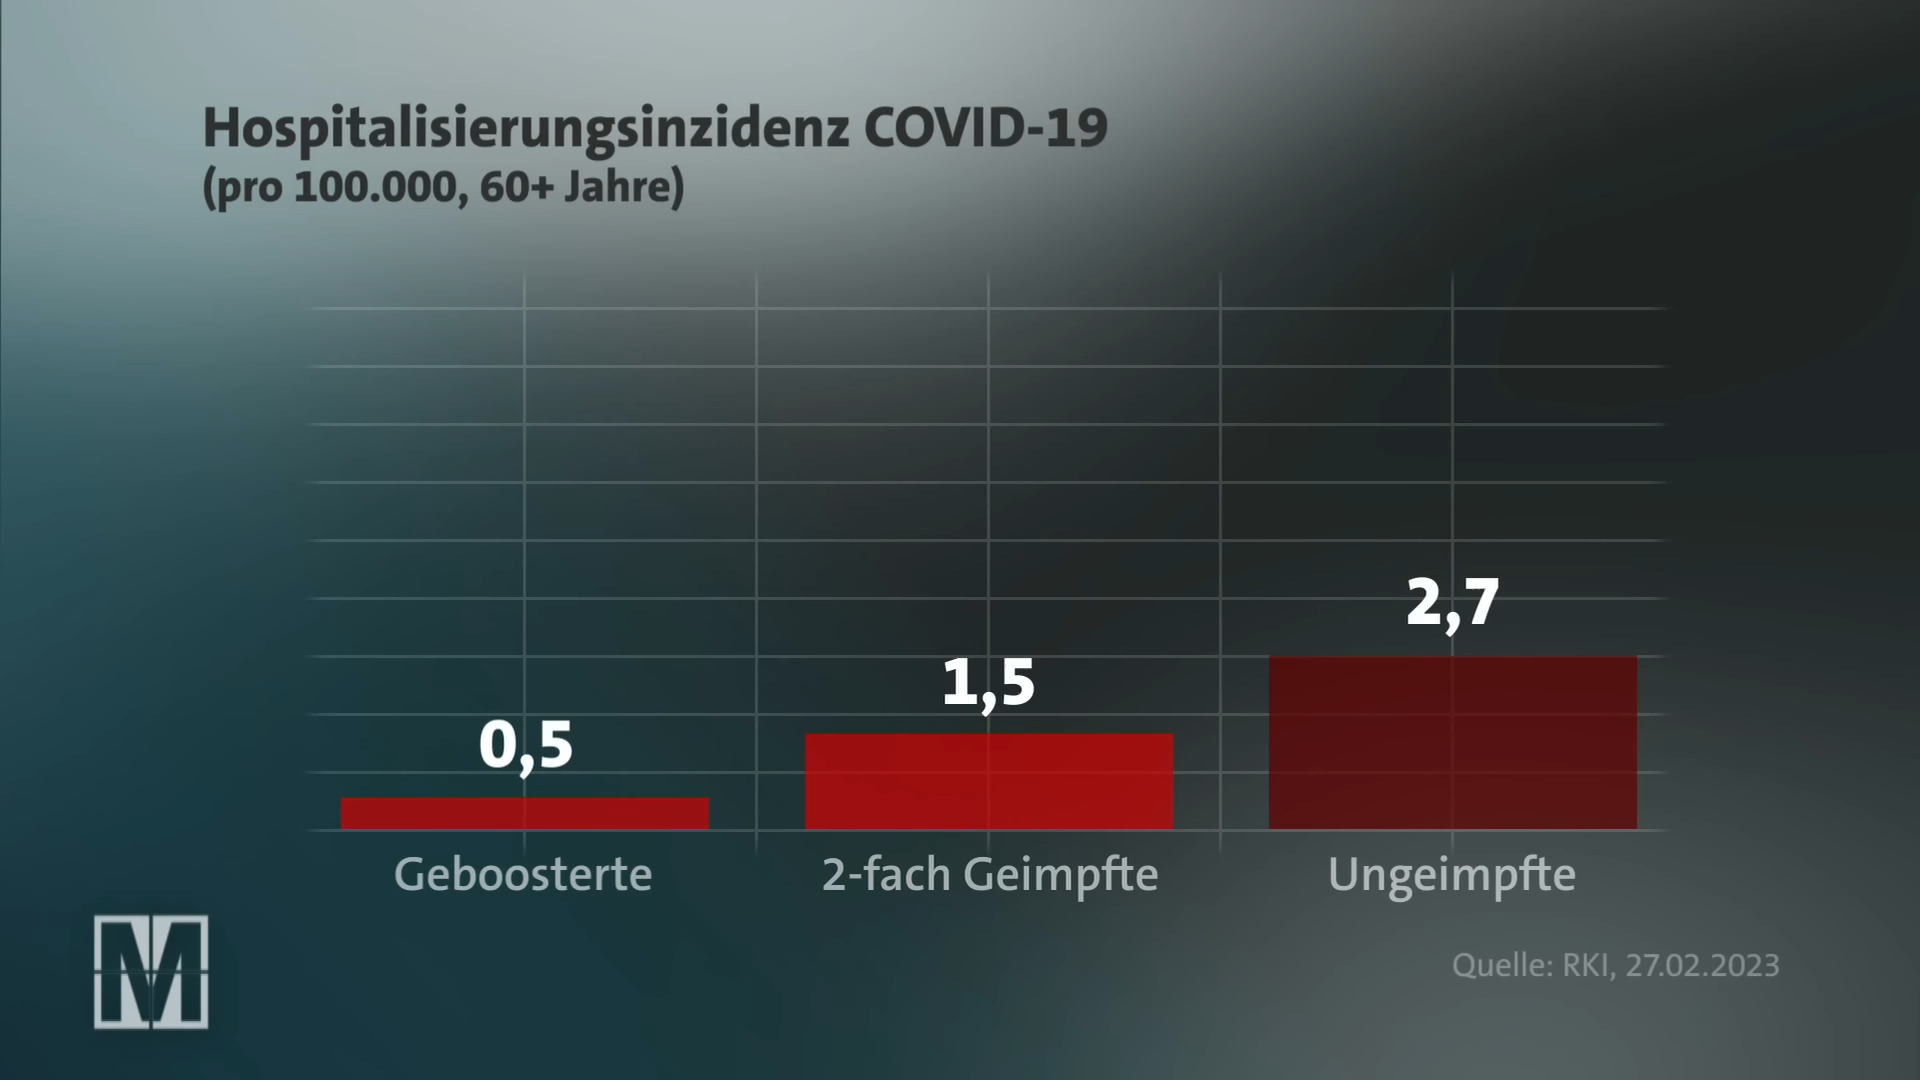 Hospitalisierungsinzidenz COVID-19
(pro 100.000, 60+ Jahre)
0,5
1,5
2,7
Geboosterte
2-fach Geimpfte
Ungeimpfte
M
Quelle: RKI, 27.02.2023